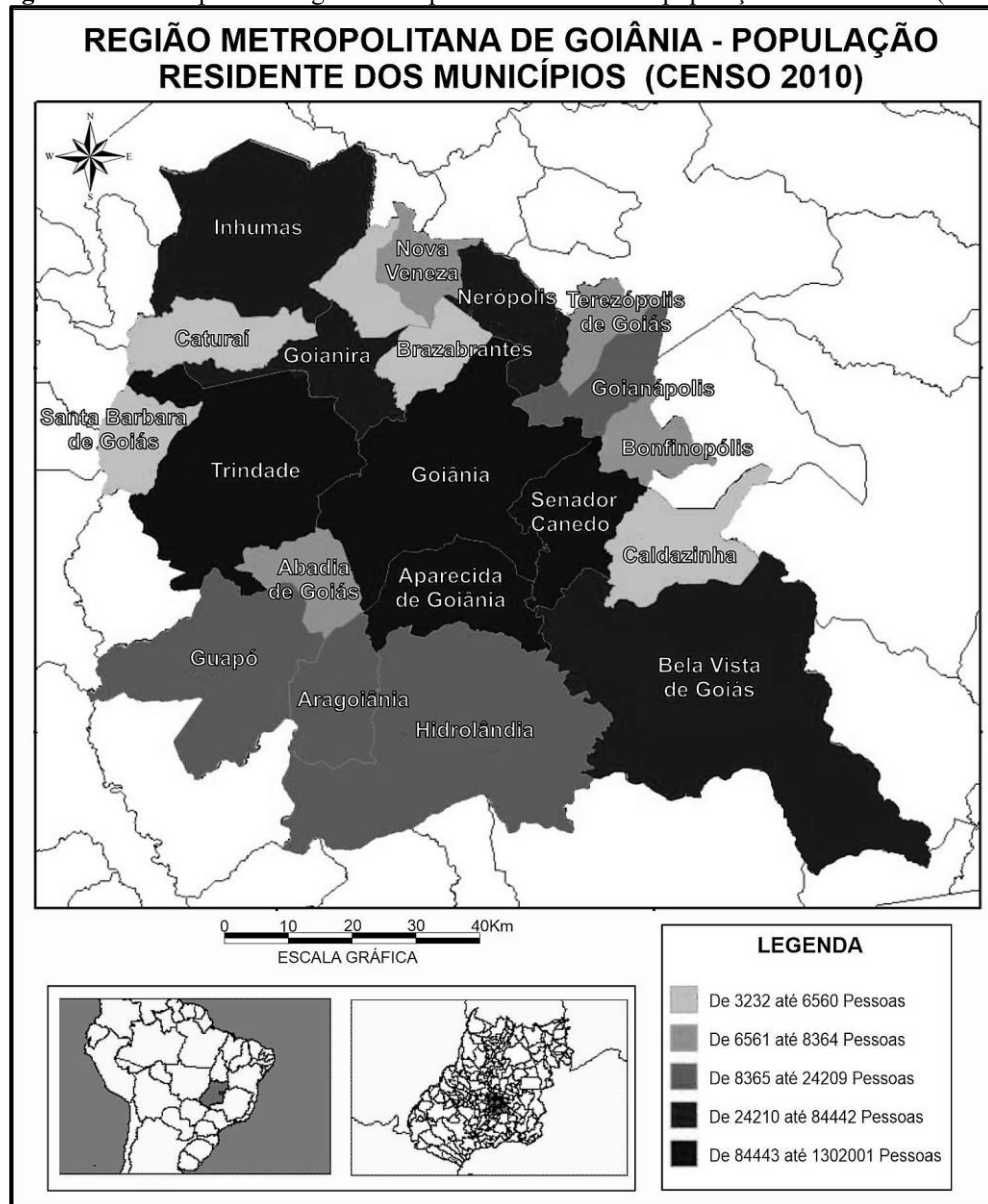 REGIÃO METROPOLITANA DE GOIÂNIA - POPULAÇÃO
RESIDENTE DOS MUNICÍPIOS (CENSO 2010)
N
W
E
S
Inhumas
Nova
Veneza
Nerópolis
Terezópolis
de Goiás
Caturaí
Goianira
Brazabrantes
Goianápolis
Santa Barbara
de Goiás
Bonfinopólis
Trindade
Goiânia
Senador
Canedo
Caldazinha
Abadia
de Goiás
Aparecida
de Goiânia
Guapó
Bela Vista
de Goiás
Aragoiânia
Hidrolândia
0 10 20 30 40Km
ESCALA GRÁFICA
LEGENDA
De 3232 até 6560 Pessoas
De 6561 até 8364 Pessoas
De 8365 até 24209 Pessoas
De 24210 até 84442 Pessoas
De 84443 até 1302001 Pessoas